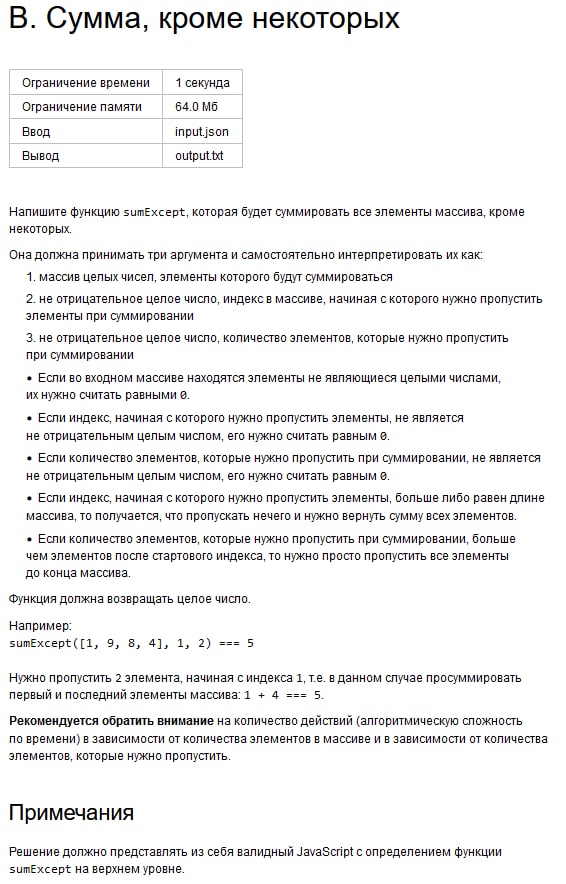 В. Сумма, кроме некоторых
Ограничение времени 1 секунда
Ограничение памяти 64.0 Мб
Ввод input.json
Вывод output.txt
Напишите функцию sumExcept, которая будет суммировать все элементы массива, кроме
некоторых.
Она должна принимать три аргумента и самостоятельно интерпретировать их как:
1. массив целых чисел, элементы которого будут суммироваться
2. не отрицательное целое число, индекс в массиве, начиная с которого нужно пропустить
элементы при суммировании
3. не отрицательное целое число, количество элементов, которые нужно пропустить
при суммировании
• Если во входном массиве находятся элементы не являющиеся целыми числами,
их нужно считать равными 0.
• Если индекс, начиная с которого нужно пропустить элементы, не является
не отрицательным целым числом, его нужно считать равным 0.
• Если количество элементов, которые нужно пропустить при суммировании, не является
не отрицательным целым числом, его нужно считать равным 0.
• Если индекс, начиная с которого нужно пропустить элементы, больше либо равен длине
массива, то получается, что пропускать нечего и нужно вернуть сумму всех элементов.
• Если количество элементов, которые нужно пропустить при суммировании, больше
чем элементов после стартового индекса, то нужно просто пропустить все элементы
до конца массива.
Функция должна возвращать целое число.
Например:
sumExcept([1, 9, 8, 4], 1, 2) === 5
Нужно пропустить 2 элемента, начиная с индекса 1, т.е. в данном случае просуммировать
первый и последний элементы массива: 1 + 4 === 5.
Рекомендуется обратить внимание на количество действий (алгоритмическую сложность
по времени) в зависимости от количества элементов в массиве и в зависимости от количества
элементов, которые нужно пропустить.
Примечания
Решение должно представлять из себя валидный JavaScript с определением функции
sumExcept на верхнем уровне.